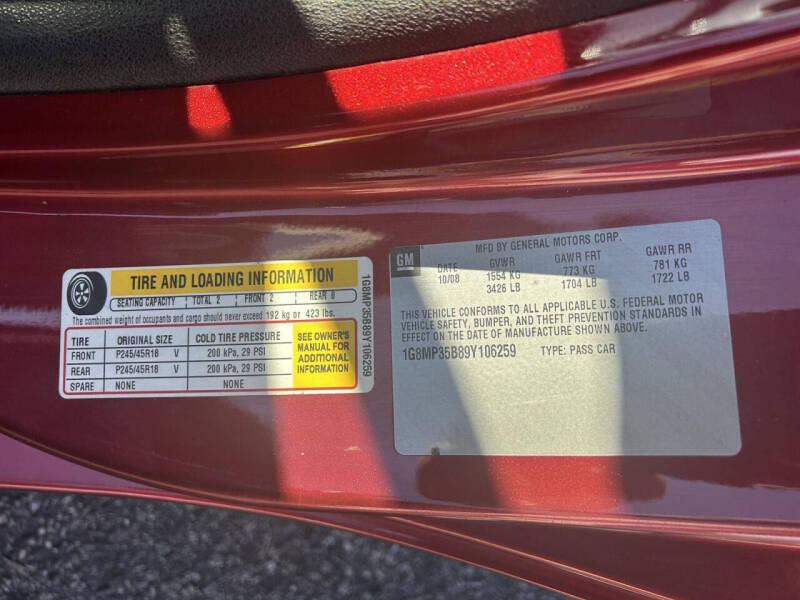 TIRE AND LOADING INFORMATION
SEATING CAPACITY TOTAL 2 FRONT 2 REAR 0
The combined weight of occupants and cargo should never exceed 192 kg or 423 lbs.
TIRE ORIGINAL SIZE COLD TIRE PRESSURE
FRONT P245/45R18 V 200 kPa, 29 PSI
REAR P245/45R18 V 200 kPa, 29 PSI
SPARE NONE NONE
SEE OWNER'S
MANUAL FOR
ADDITIONAL
INFORMATION
1G8MP35B89Y106259
GM
MFD BY GENERAL MOTORS CORP.
DATE GVWR GAWR FRT GAWR RR
10/08 1554 KG 773 KG 781 KG
3426 LB 1704 LB 1722 LB
THIS VEHICLE CONFORMS TO ALL APPLICABLE U.S. FEDERAL MOTOR
VEHICLE SAFETY, BUMPER, AND THEFT PREVENTION STANDARDS IN
EFFECT ON THE DATE OF MANUFACTURE SHOWN ABOVE.
1G8MP35B89Y106259 TYPE: PASS CAR